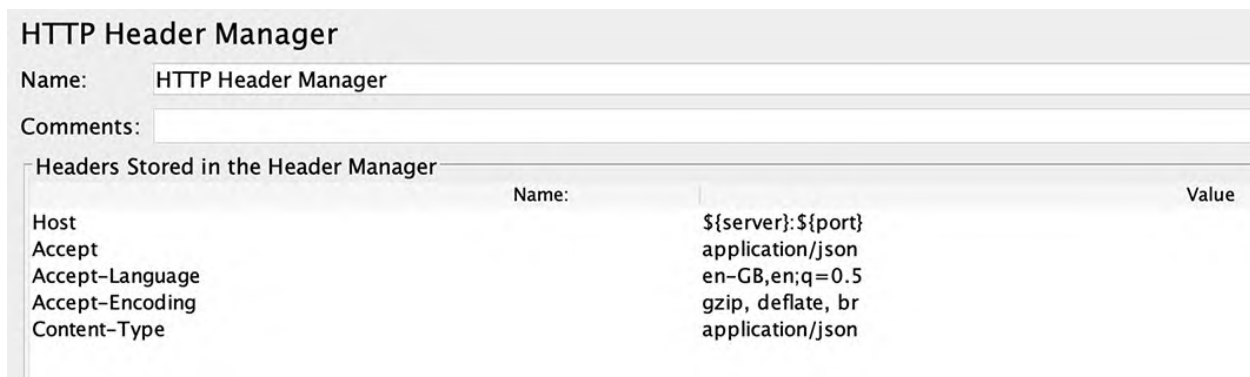 HTTP Header Manager
Name: HTTP Header Manager
Comments:
Headers Stored in the Header Manager
Name: Value
Host ${server}:${port}
Accept application/json
Accept-Language en-GB,en;q=0.5
Accept-Encoding gzip, deflate, br
Content-Type application/json